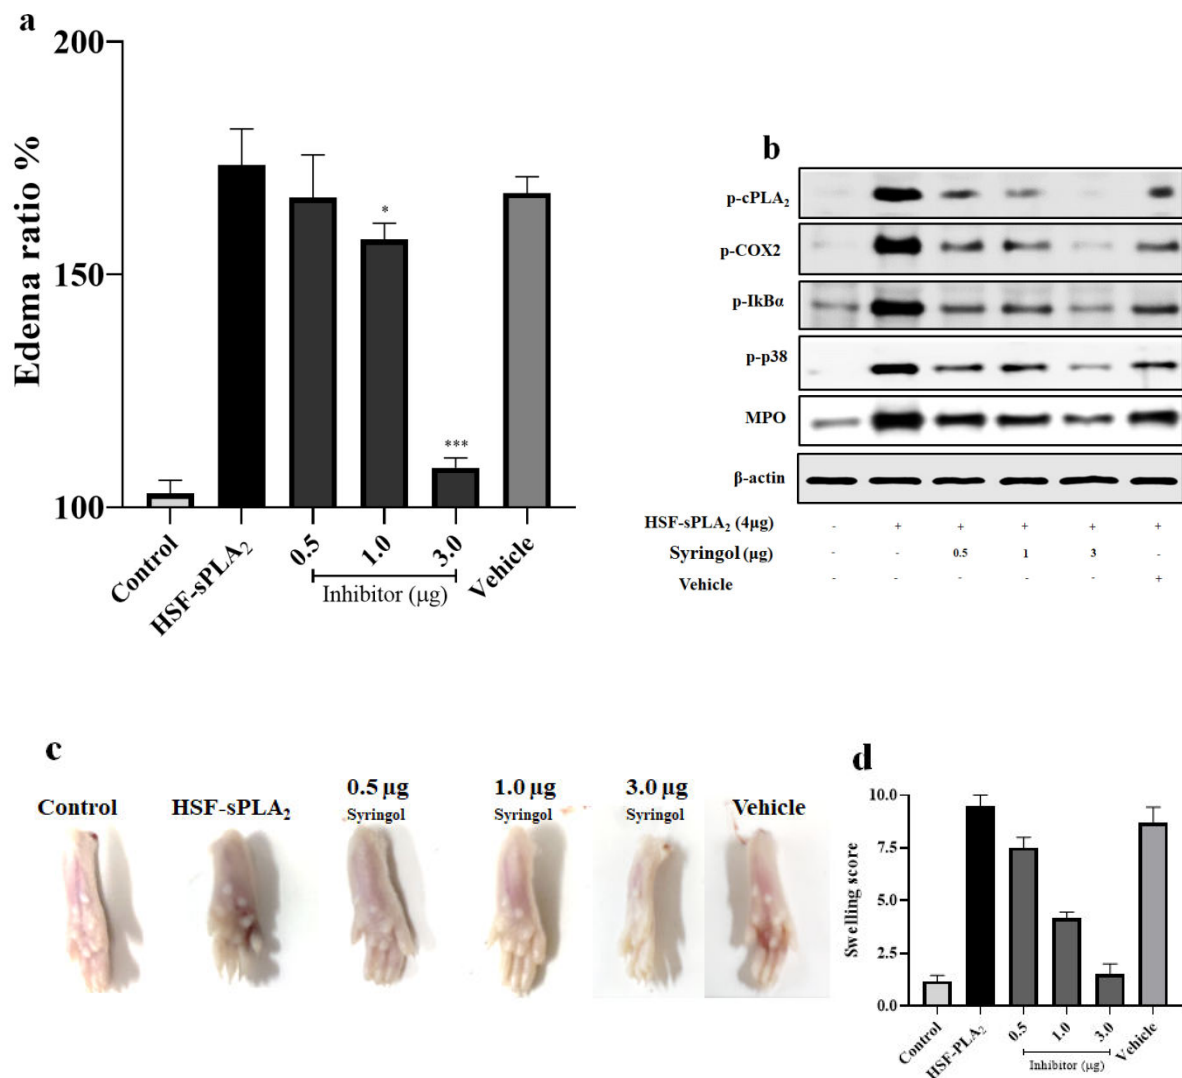 a
200
150
100
Edema ratio %
*
***
Control
HSF-sPLA₂
0.5
1.0
3.0
Vehicle
Inhibitor (µg)
b
p-cPLA₂
p-COX2
p-IkBα
p-p38
MPO
β-actin
HSF-sPLA₂ (4µg) - + + + + +
Syringol (µg) - - 0.5 1 3 -
Vehicle - - - - - +
c
Control
HSF-sPLA₂
0.5 µg
Syringol
1.0 µg
Syringol
3.0 µg
Syringol
Vehicle
d
10.0
7.5
5.0
2.5
0.0
Swelling score
Control
HSF-PLA₂
0.5
1.0
3.0
Vehicle
Inhibitor (µg)